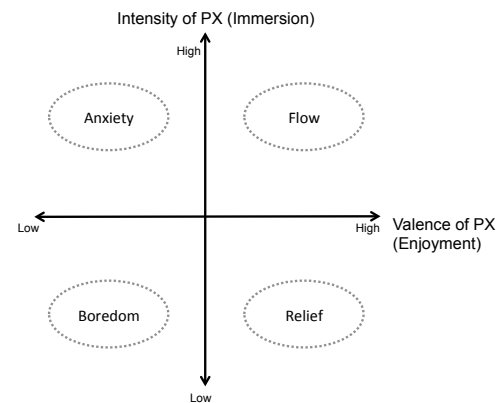 Intensity of PX (Immersion)
High
Anxiety
Flow
Low
High
Valence of PX
(Enjoyment)
Boredom
Relief
Low